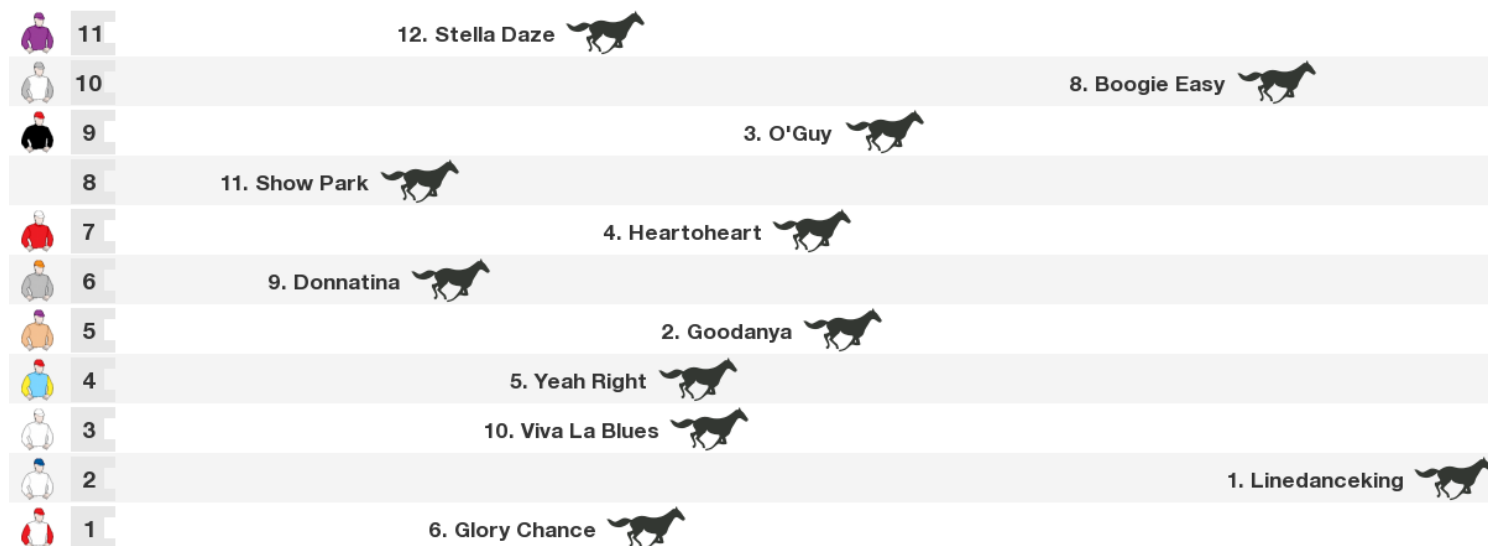 11 12. Stella Daze
10 8. Boogie Easy
9 3. O'Guy
8 11. Show Park
7 4. Heartoheart
6 9. Donnatina
5 2. Goodanya
4 5. Yeah Right
3 10. Viva La Blues
2 1. Linedanceking
1 6. Glory Chance